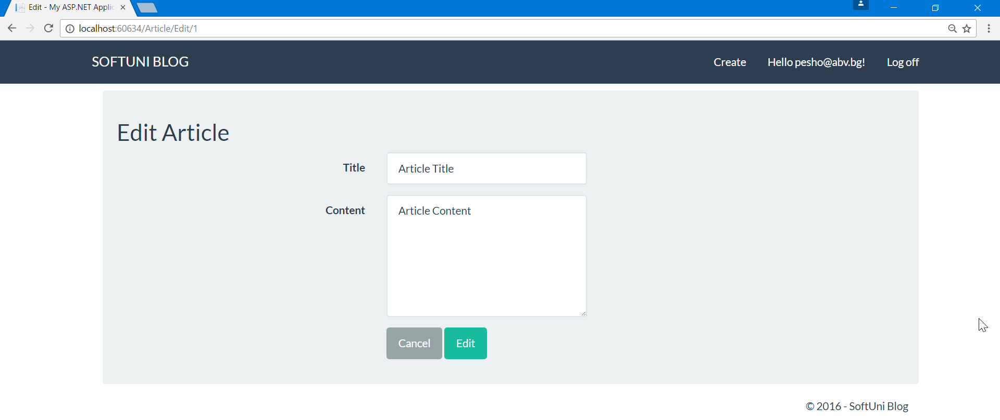 Edit - My ASP.NET Applic
localhost:60634/Article/Edit/1
SOFTUNI BLOG
Create
Hello pesho@abv.bg!
Log off
Edit Article
Title
Article Title
Content
Article Content
Cancel
Edit
© 2016 - SoftUni Blog